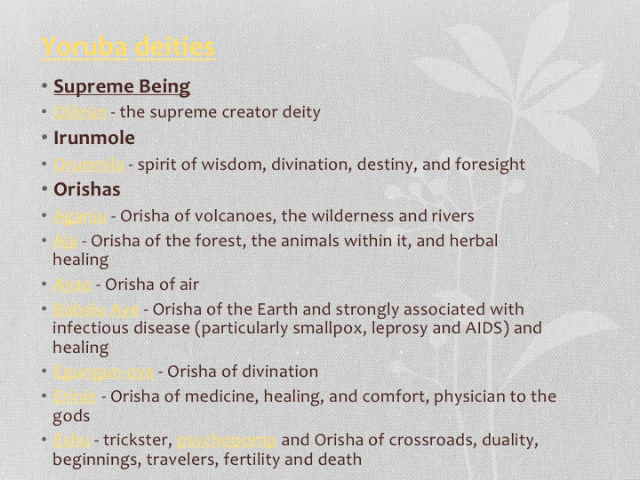 Yoruba deities
• Supreme Being
• Olorun - the supreme creator deity
• Irunmole
• Orunmila - spirit of wisdom, divination, destiny, and foresight
• Orishas
• Aganju - Orisha of volcanoes, the wilderness and rivers
• Aja - Orisha of the forest, the animals within it, and herbal
healing
• Ayao - Orisha of air
• Babalu Aye - Orisha of the Earth and strongly associated with
infectious disease (particularly smallpox, leprosy and AIDS) and
healing
• Egungun-oya - Orisha of divination
• Erinle - Orisha of medicine, healing, and comfort, physician to the
gods
• Eshu - trickster, psychopomp and Orisha of crossroads, duality,
beginnings, travelers, fertility and death